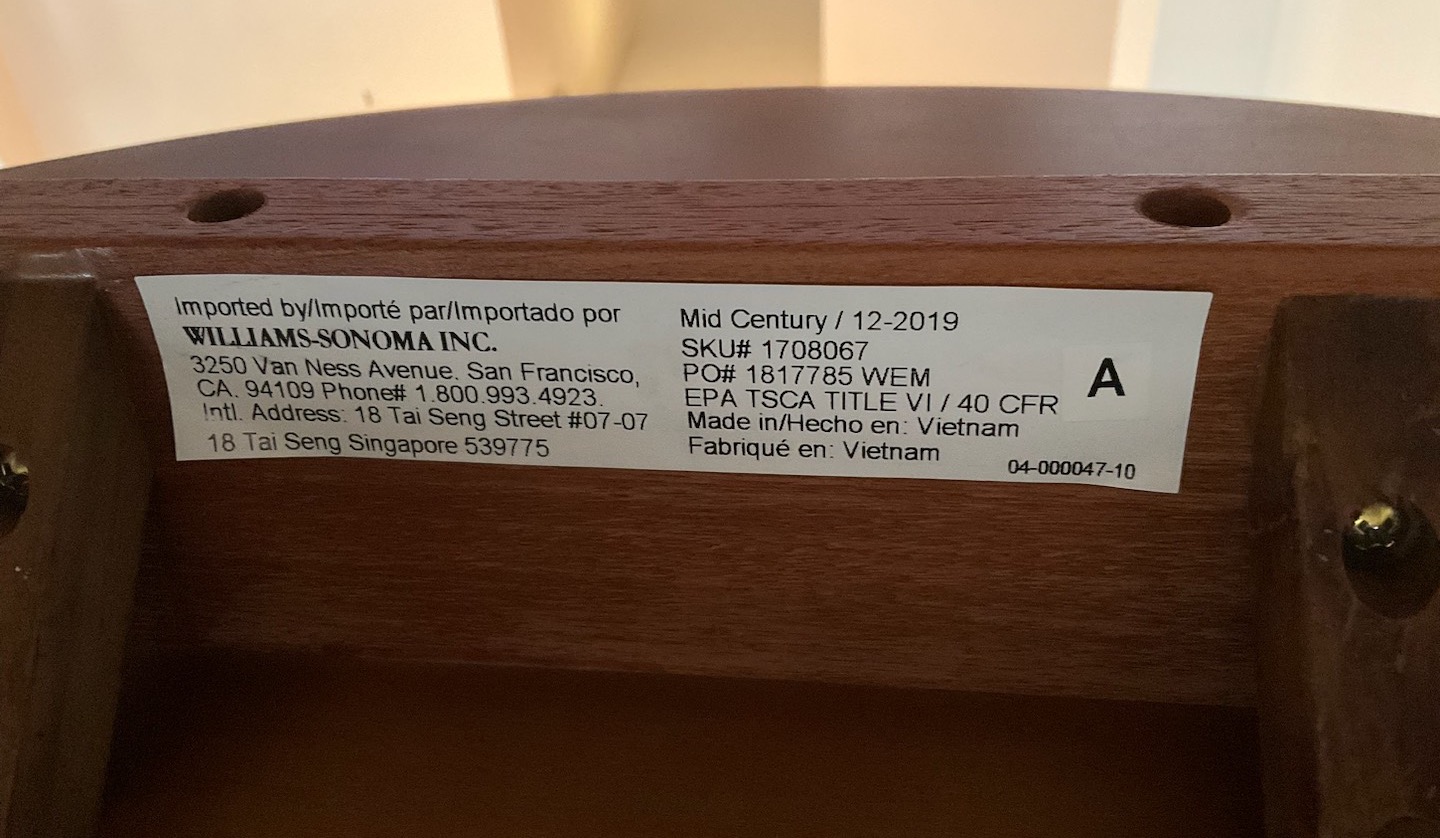 Imported by/Importé par/Importado por
WILLIAMS-SONOMA INC.
3250 Van Ness Avenue. San Francisco,
CA. 94109 Phone# 1.800.993.4923.
Intl. Address: 18 Tai Seng Street #07-07
18 Tai Seng Singapore 539775
Mid Century / 12-2019
SKU# 1708067
PO# 1817785 WEM
EPA TSCA TITLE VI / 40 CFR
Made in/Hecho en: Vietnam
Fabriqué en: Vietnam
A
04-000047-10